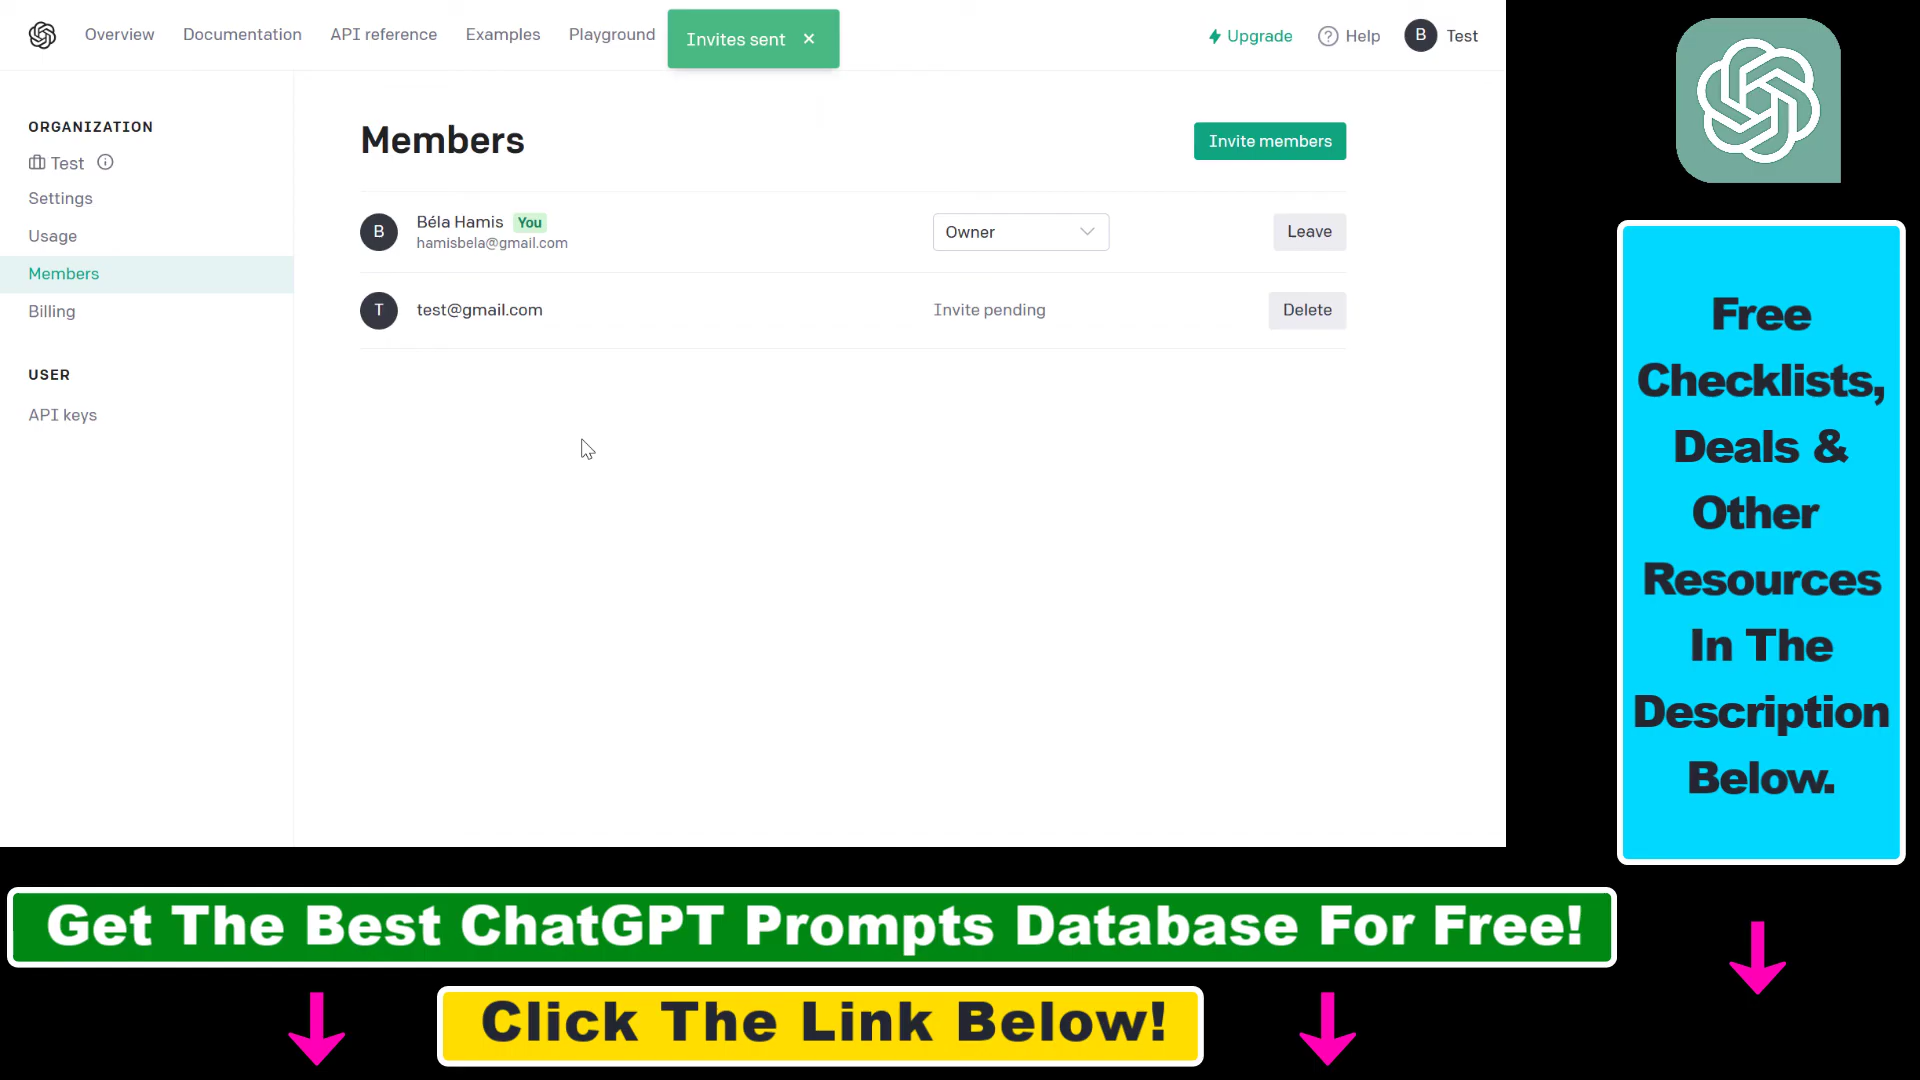 Overview Documentation API reference Examples Playground
Invites sent ×
Upgrade Help B Test
ORGANIZATION
Test
Settings
Usage
Members
Billing
USER
API keys
Members
Invite members
B Béla Hamis You
hamisbela@gmail.com
Owner
Leave
T test@gmail.com Invite pending Delete
Free
Checklists,
Deals &
Other
Resources
In The
Description
Below.
Get The Best ChatGPT Prompts Database For Free!
Click The Link Below!